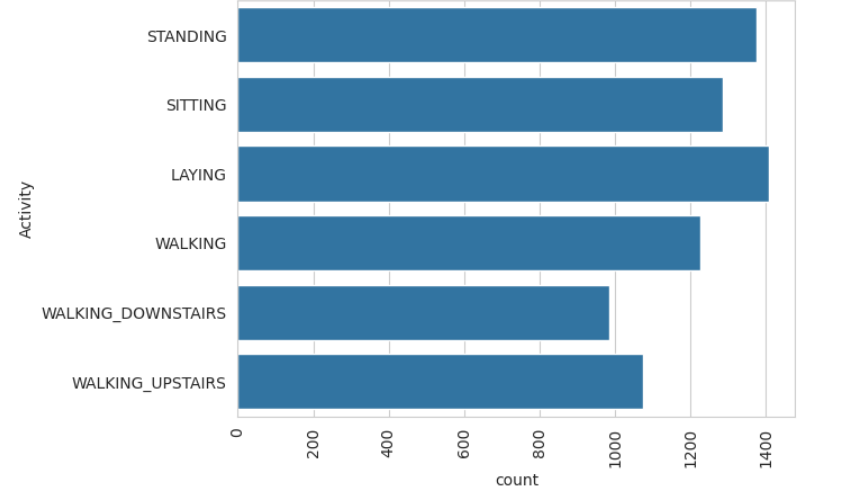 STANDING
SITTING
LAYING
WALKING
WALKING_DOWNSTAIRS
WALKING_UPSTAIRS
Activity
0
200
400
600
800
1000
1200
1400
count